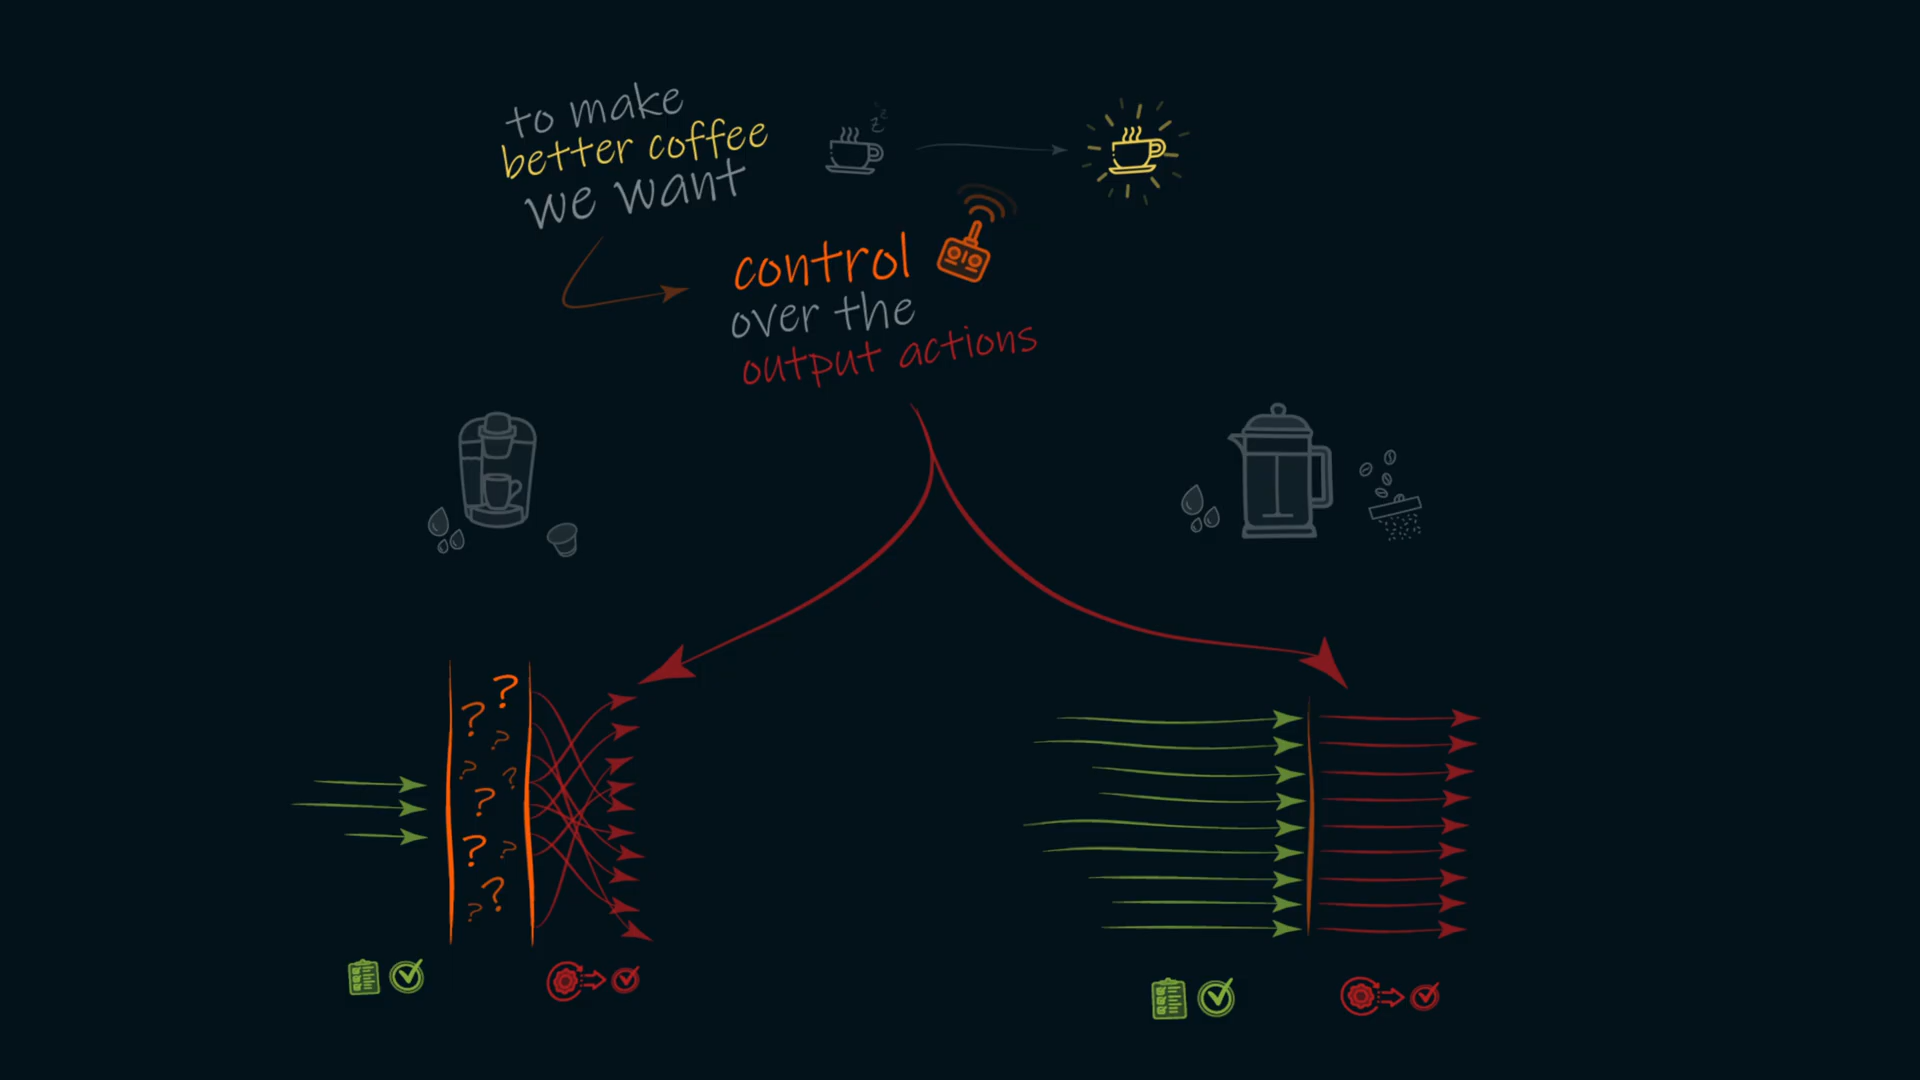 to make
better coffee
we want
z z
control
over the
output actions
?
?
?
?
?
?
?
?
?
?